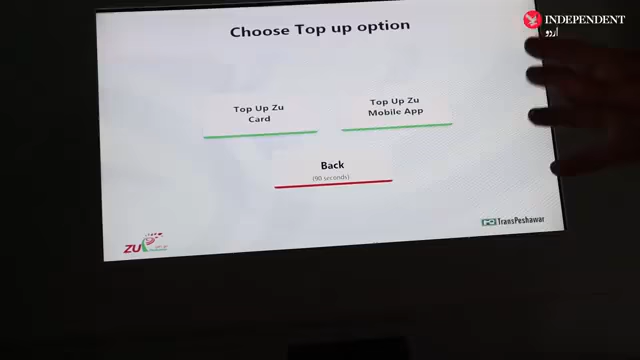 INDEPENDENT
اردو
Choose Top up option
Top Up Zu
Card
Top Up Zu
Mobile App
Back
(90 seconds)
ZU
TransPeshawar